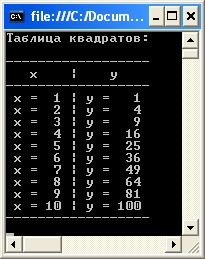 file:///C:/Docum...
Таблица квадратов:
--------------------
x ¦ y
--------------------
x = 1 ¦ y = 1
x = 2 ¦ y = 4
x = 3 ¦ y = 9
x = 4 ¦ y = 16
x = 5 ¦ y = 25
x = 6 ¦ y = 36
x = 7 ¦ y = 49
x = 8 ¦ y = 64
x = 9 ¦ y = 81
x = 10 ¦ y = 100
--------------------